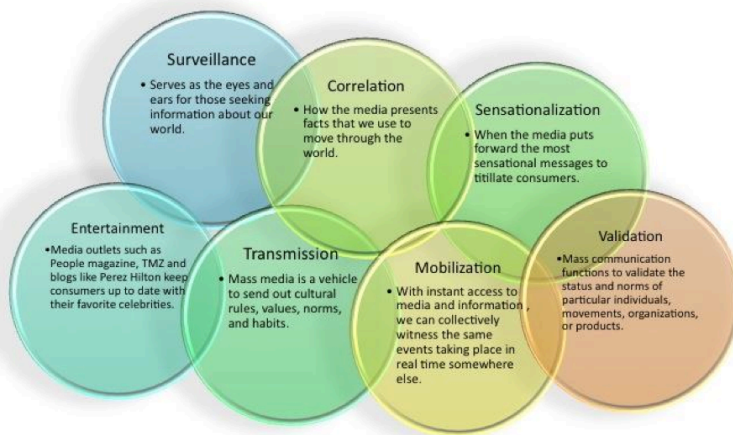 Surveillance
• Serves as the eyes and
ears for those seeking
information about our
world.
Correlation
• How the media presents
facts that we use to
move through the
world.
Sensationalization
• When the media puts
forward the most
sensational messages to
titillate consumers.
Entertainment
•Media outlets such as
People magazine, TMZ and
blogs like Perez Hilton keep
consumers up to date with
their favorite celebrities.
Transmission
• Mass media is a vehicle
to send out cultural
rules, values, norms,
and habits.
Mobilization
• With instant access to
media and information ,
we can collectively
witness the same
events taking place in
real time somewhere
else.
Validation
•Mass communication
functions to validate the
status and norms of
particular individuals,
movements, organizations,
or products.